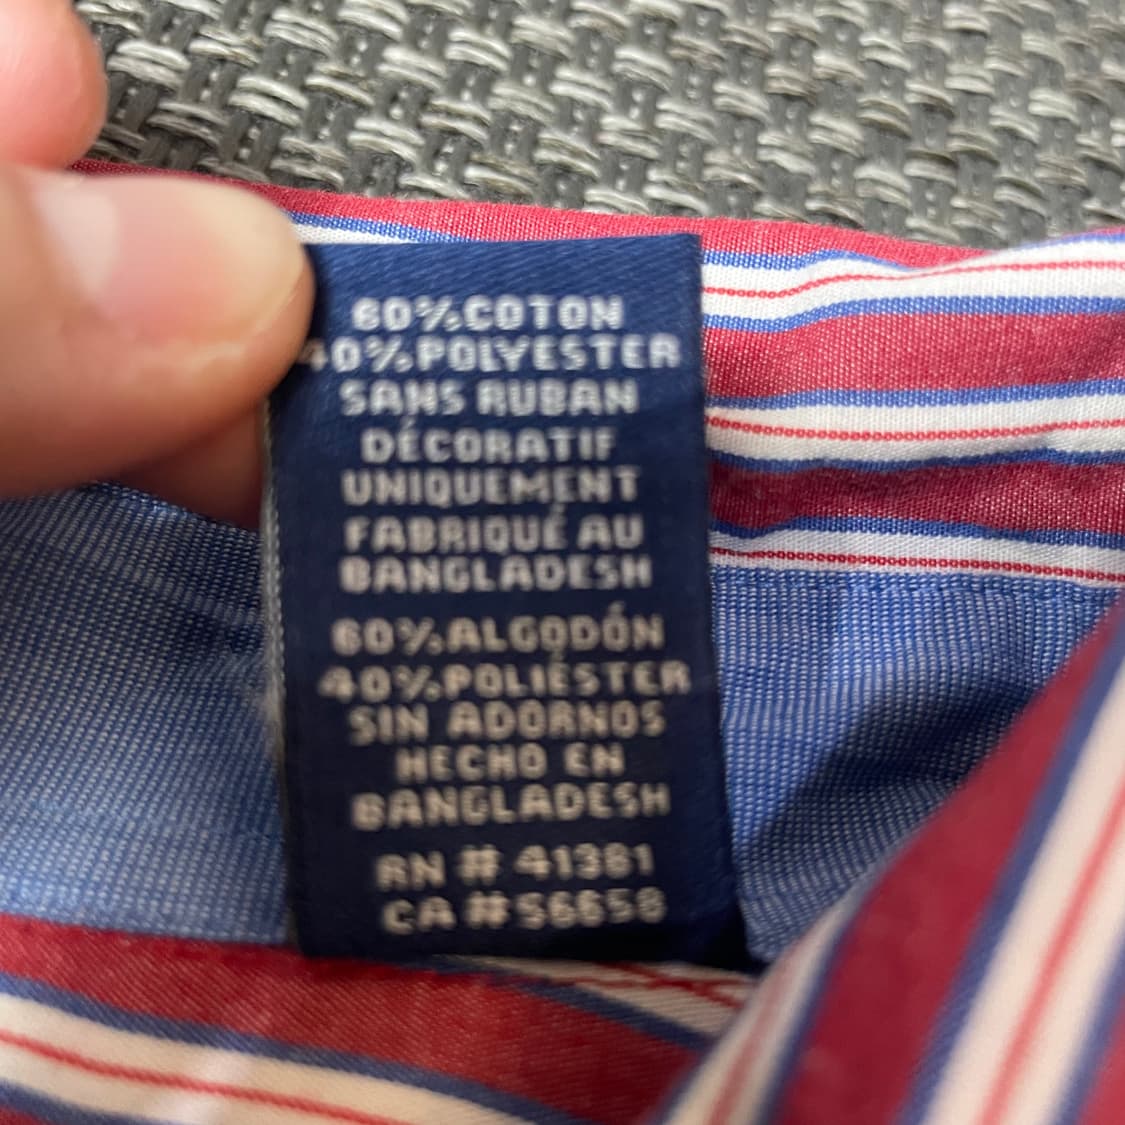 60% COTON
40% POLYESTER
SANS RUBAN
DÉCORATIF
UNIQUEMENT
FABRIQUÉ AU
BANGLADESH
60% ALGODÓN
40% POLIÉSTER
SIN ADORNOS
HECHO EN
BANGLADESH
RN # 41381
CA # 56658